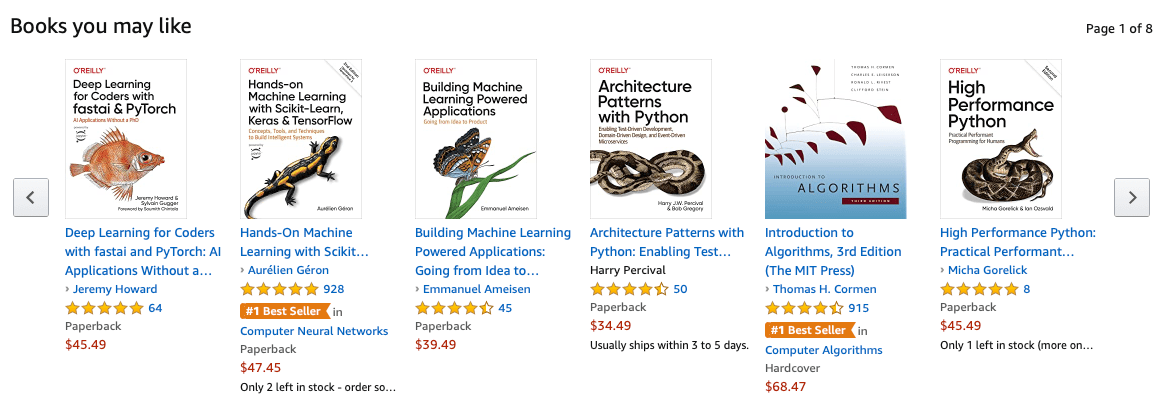 Books you may like
Page 1 of 8
O'REILLY™
Deep Learning
for Coders with
fastai & PyTorch
AI Applications Without a PhD
Jeremy Howard &
Sylvain Gugger
Foreword by Soumith Chintala
Deep Learning for Coders
with fastai and PyTorch: AI
Applications Without a…
› Jeremy Howard
64
Paperback
$45.49
O'REILLY™
Second Edition
Hands-on
Machine Learning
with Scikit-Learn,
Keras & TensorFlow
Concepts, Tools, and Techniques
to Build Intelligent Systems
Aurélien Géron
Hands-On Machine
Learning with Scikit…
› Aurélien Géron
928
#1 Best Seller in
Computer Neural Networks
Paperback
$47.45
Only 2 left in stock - order so…
O'REILLY™
Building Machine
Learning Powered
Applications
Going from Idea to Product
Emmanuel Ameisen
Building Machine Learning
Powered Applications:
Going from Idea to…
› Emmanuel Ameisen
45
Paperback
$39.49
O'REILLY™
Architecture
Patterns
with Python
Enabling Test-Driven Development,
Domain-Driven Design, and Event-Driven
Microservices
Harry J.W. Percival
& Bob Gregory
Architecture Patterns with
Python: Enabling Test…
Harry Percival
50
Paperback
$34.49
Usually ships within 3 to 5 days.
THOMAS H. CORMEN
CHARLES E. LEISERSON
RONALD L. RIVEST
CLIFFORD STEIN
INTRODUCTION TO
ALGORITHMS
THIRD EDITION
Introduction to
Algorithms, 3rd Edition
(The MIT Press)
› Thomas H. Cormen
915
#1 Best Seller in
Computer Algorithms
Hardcover
$68.47
O'REILLY™
Second
Edition
High
Performance
Python
Practical Performant
Programming for Humans
Micha Gorelick & Ian Ozsvald
High Performance Python:
Practical Performant…
› Micha Gorelick
8
Paperback
$45.49
Only 1 left in stock (more on…